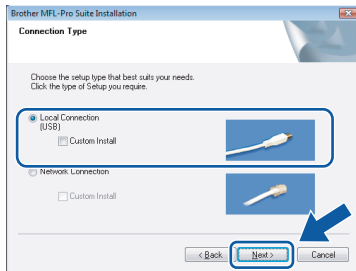 Brother MFL-Pro Suite Installation
Connection Type
Choose the setup type that best suits your needs.
Click the type of Setup you require.
Local Connection
(USB)
Custom Install
Network Connection
Custom Install
< Back
Next >
Cancel